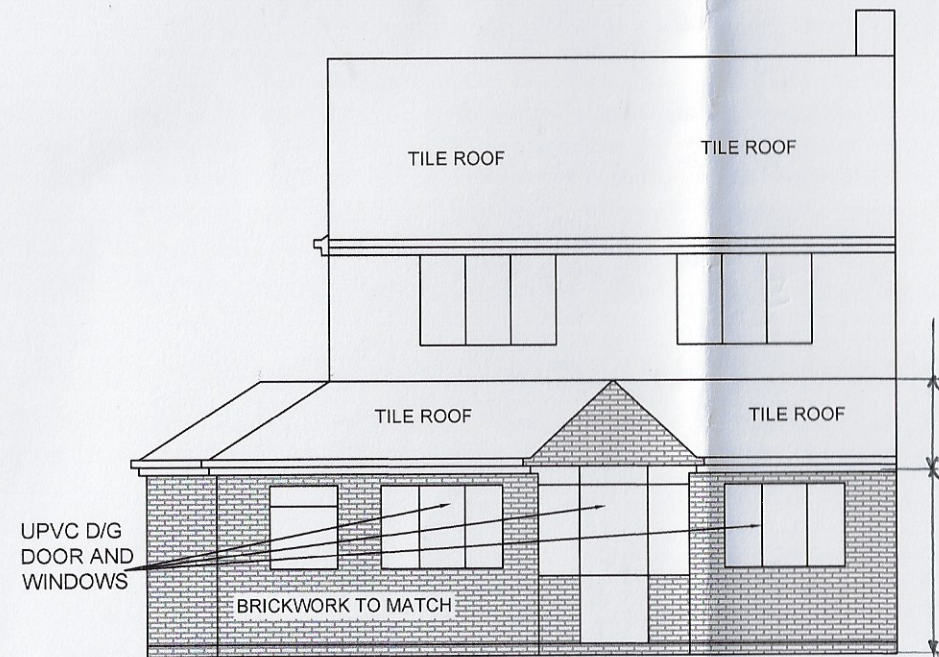 TILE ROOF
TILE ROOF
TILE ROOF
TILE ROOF
UPVC D/G
DOOR AND
WINDOWS
BRICKWORK TO MATCH